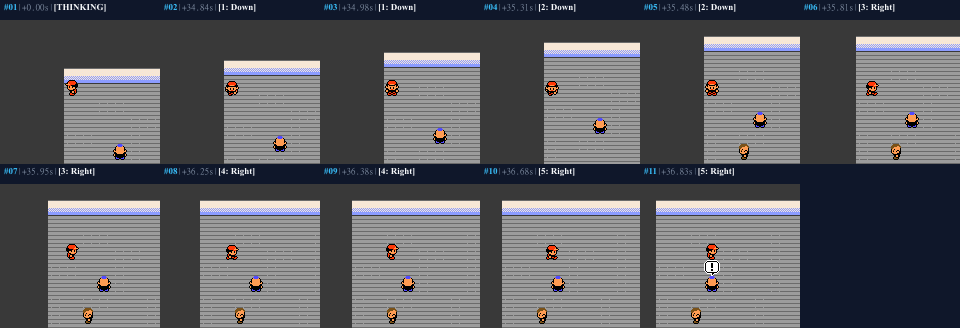 #01|+0.00s|[THINKING]
#02|+34.84s|[1: Down]
#03|+34.98s|[1: Down]
#04|+35.31s|[2: Down]
#05|+35.48s|[2: Down]
#06|+35.81s|[3: Right]
#07|+35.95s|[3: Right]
#08|+36.25s|[4: Right]
#09|+36.38s|[4: Right]
#10|+36.68s|[5: Right]
#11|+36.83s|[5: Right]
!